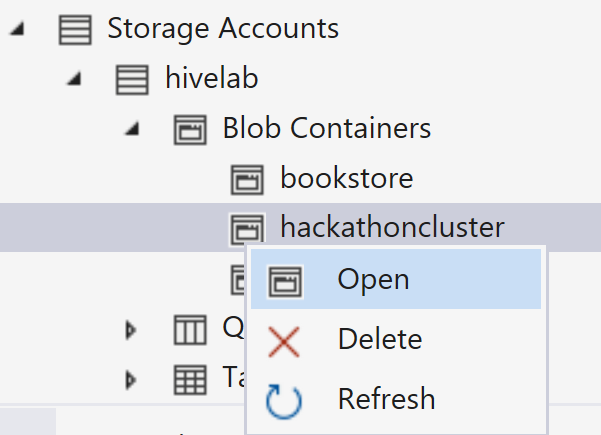 Storage Accounts
hivelab
Blob Containers
bookstore
hackathoncluster
Open
Delete
Refresh